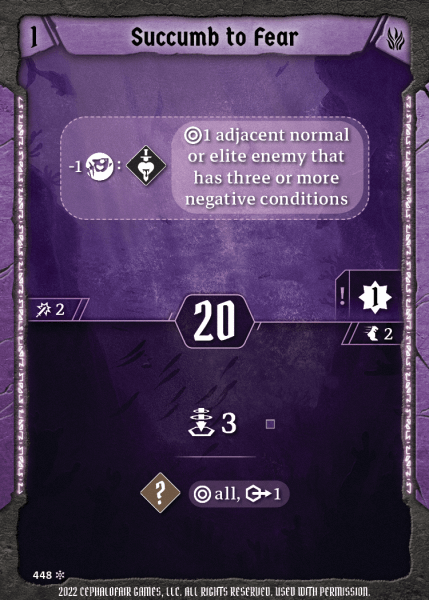 1
Succumb to Fear
-1 :
1 adjacent normal
or elite enemy that
has three or more
negative conditions
! 1
2
20
2
3
?
all, 1
448
2022 CEPHALOFAIR GAMES, LLC. ALL RIGHTS RESERVED. USED WITH PERMISSION.